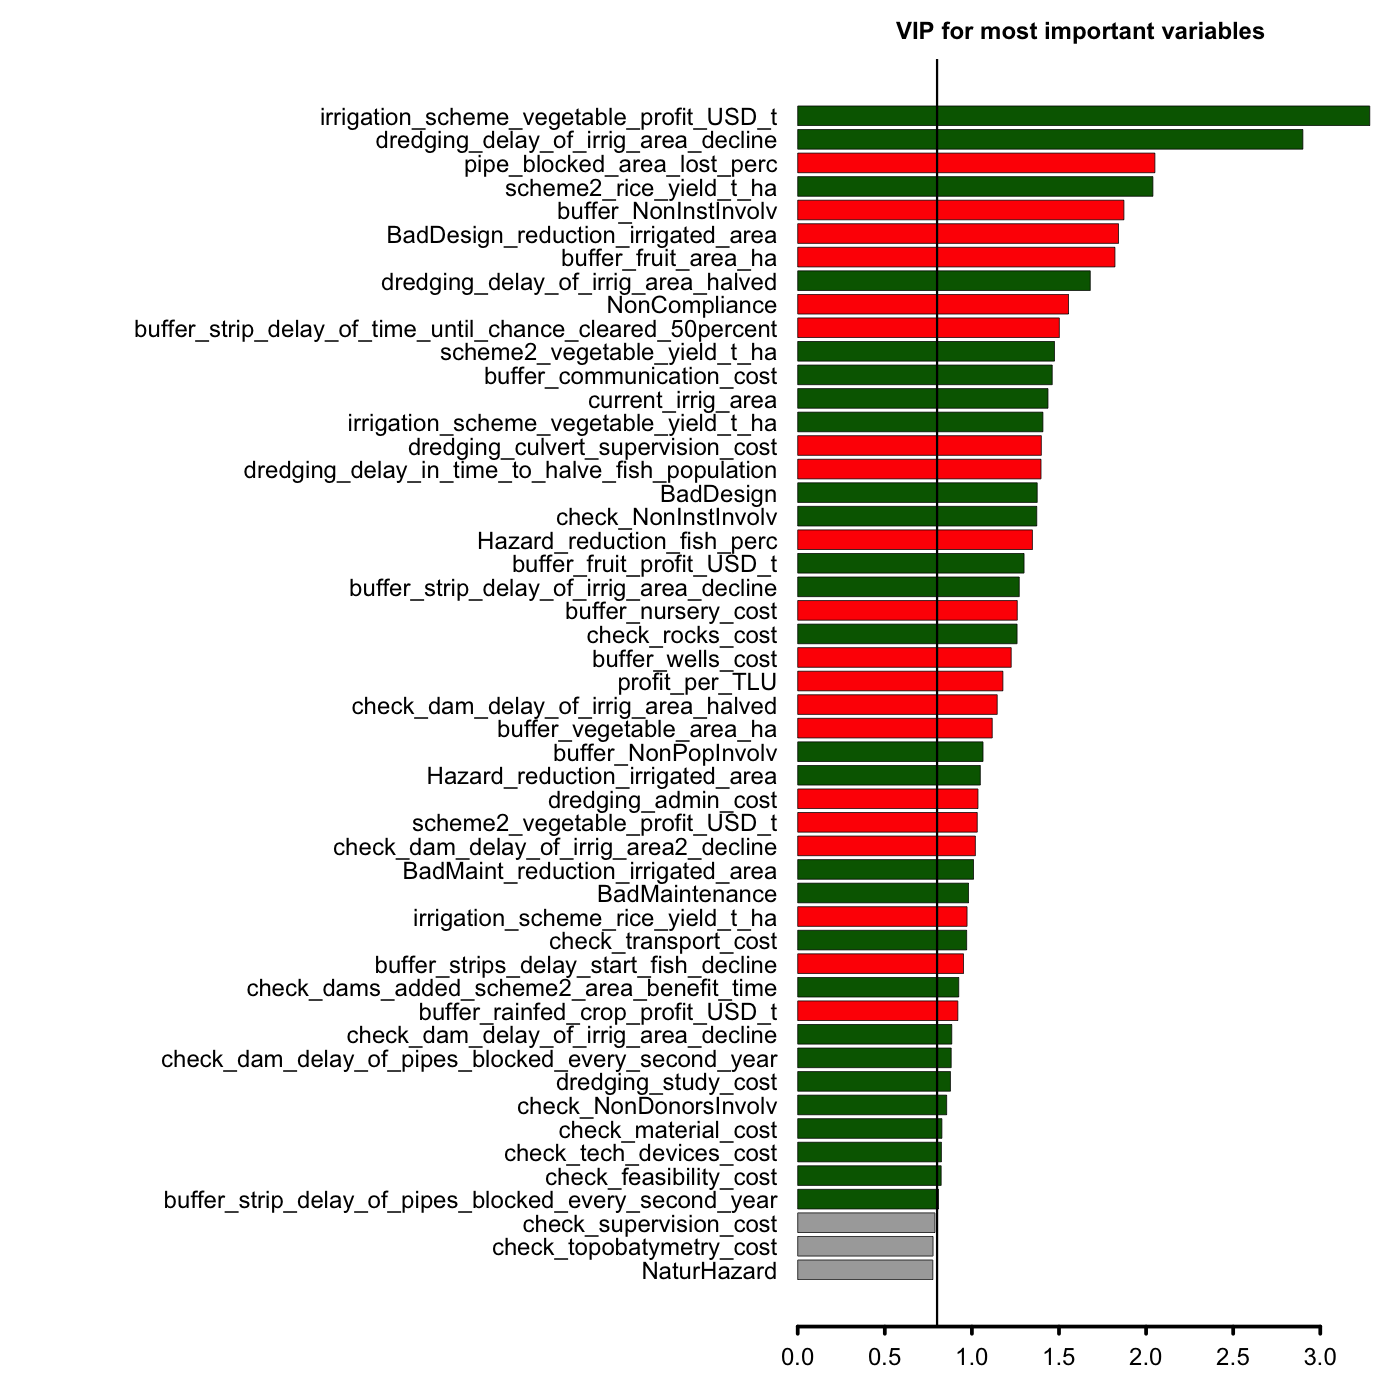 VIP for most important variables
irrigation_scheme_vegetable_profit_USD_t
dredging_delay_of_irrig_area_decline
pipe_blocked_area_lost_perc
scheme2_rice_yield_t_ha
buffer_NonInstInvolv
BadDesign_reduction_irrigated_area
buffer_fruit_area_ha
dredging_delay_of_irrig_area_halved
NonCompliance
buffer_strip_delay_of_time_until_chance_cleared_50percent
scheme2_vegetable_yield_t_ha
buffer_communication_cost
current_irrig_area
irrigation_scheme_vegetable_yield_t_ha
dredging_culvert_supervision_cost
dredging_delay_in_time_to_halve_fish_population
BadDesign
check_NonInstInvolv
Hazard_reduction_fish_perc
buffer_fruit_profit_USD_t
buffer_strip_delay_of_irrig_area_decline
buffer_nursery_cost
check_rocks_cost
buffer_wells_cost
profit_per_TLU
check_dam_delay_of_irrig_area_halved
buffer_vegetable_area_ha
buffer_NonPopInvolv
Hazard_reduction_irrigated_area
dredging_admin_cost
scheme2_vegetable_profit_USD_t
check_dam_delay_of_irrig_area2_decline
BadMaint_reduction_irrigated_area
BadMaintenance
irrigation_scheme_rice_yield_t_ha
check_transport_cost
buffer_strips_delay_start_fish_decline
check_dams_added_scheme2_area_benefit_time
buffer_rainfed_crop_profit_USD_t
check_dam_delay_of_irrig_area_decline
check_dam_delay_of_pipes_blocked_every_second_year
dredging_study_cost
check_NonDonorsInvolv
check_material_cost
check_tech_devices_cost
check_feasibility_cost
buffer_strip_delay_of_pipes_blocked_every_second_year
check_supervision_cost
check_topobatymetry_cost
NaturHazard
0.0 0.5 1.0 1.5 2.0 2.5 3.0